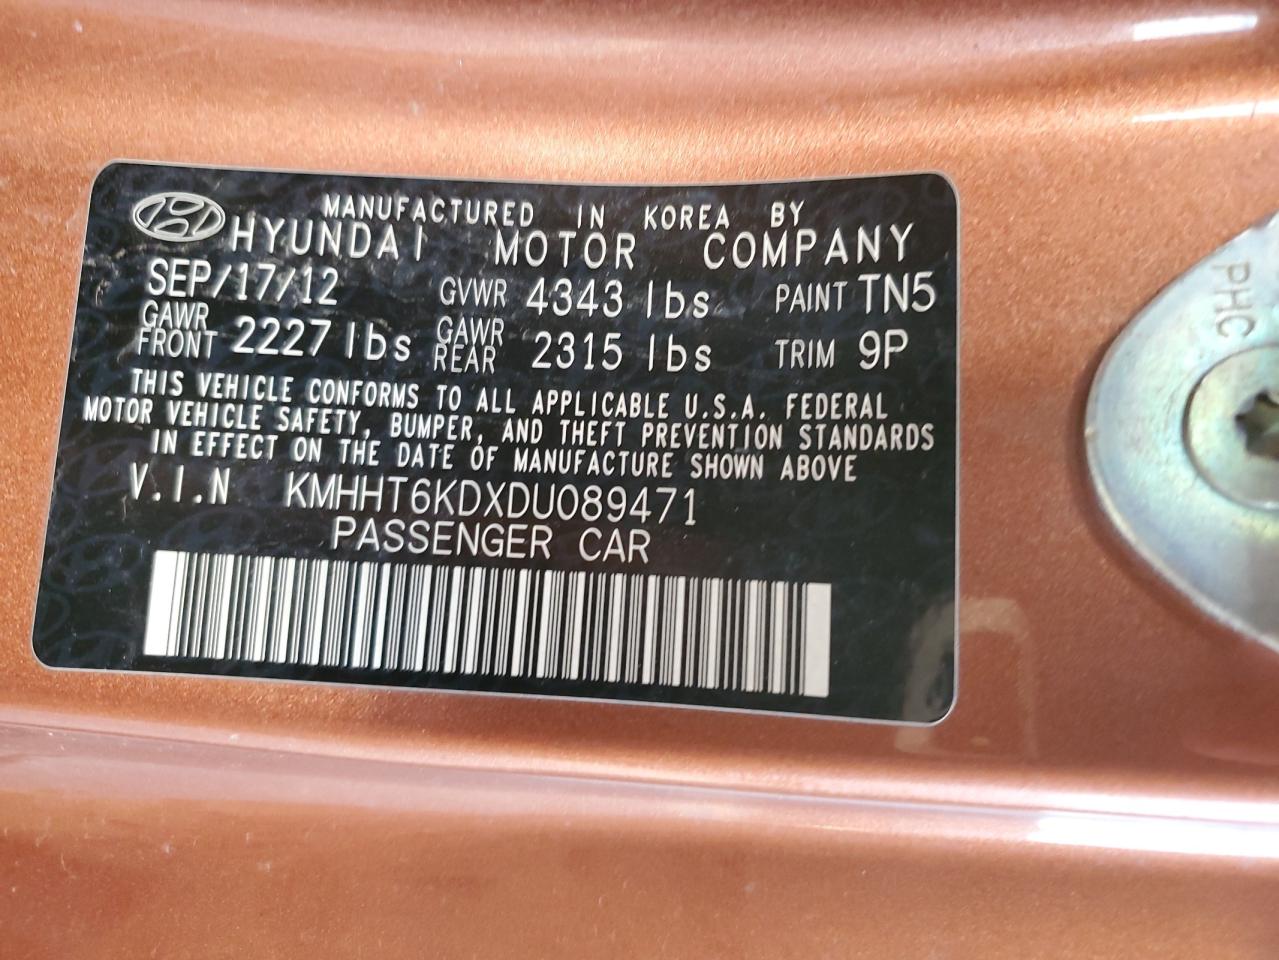 MANUFACTURED IN KOREA BY
HYUNDAI MOTOR COMPANY
SEP/17/12 GVWR 4343 lbs PAINT TN5
GAWR FRONT 2227 lbs GAWR REAR 2315 lbs TRIM 9P
THIS VEHICLE CONFORMS TO ALL APPLICABLE U.S.A. FEDERAL
MOTOR VEHICLE SAFETY, BUMPER, AND THEFT PREVENTION STANDARDS
IN EFFECT ON THE DATE OF MANUFACTURE SHOWN ABOVE
V.I.N KMHHT6KDXDU089471
PASSENGER CAR
PHC